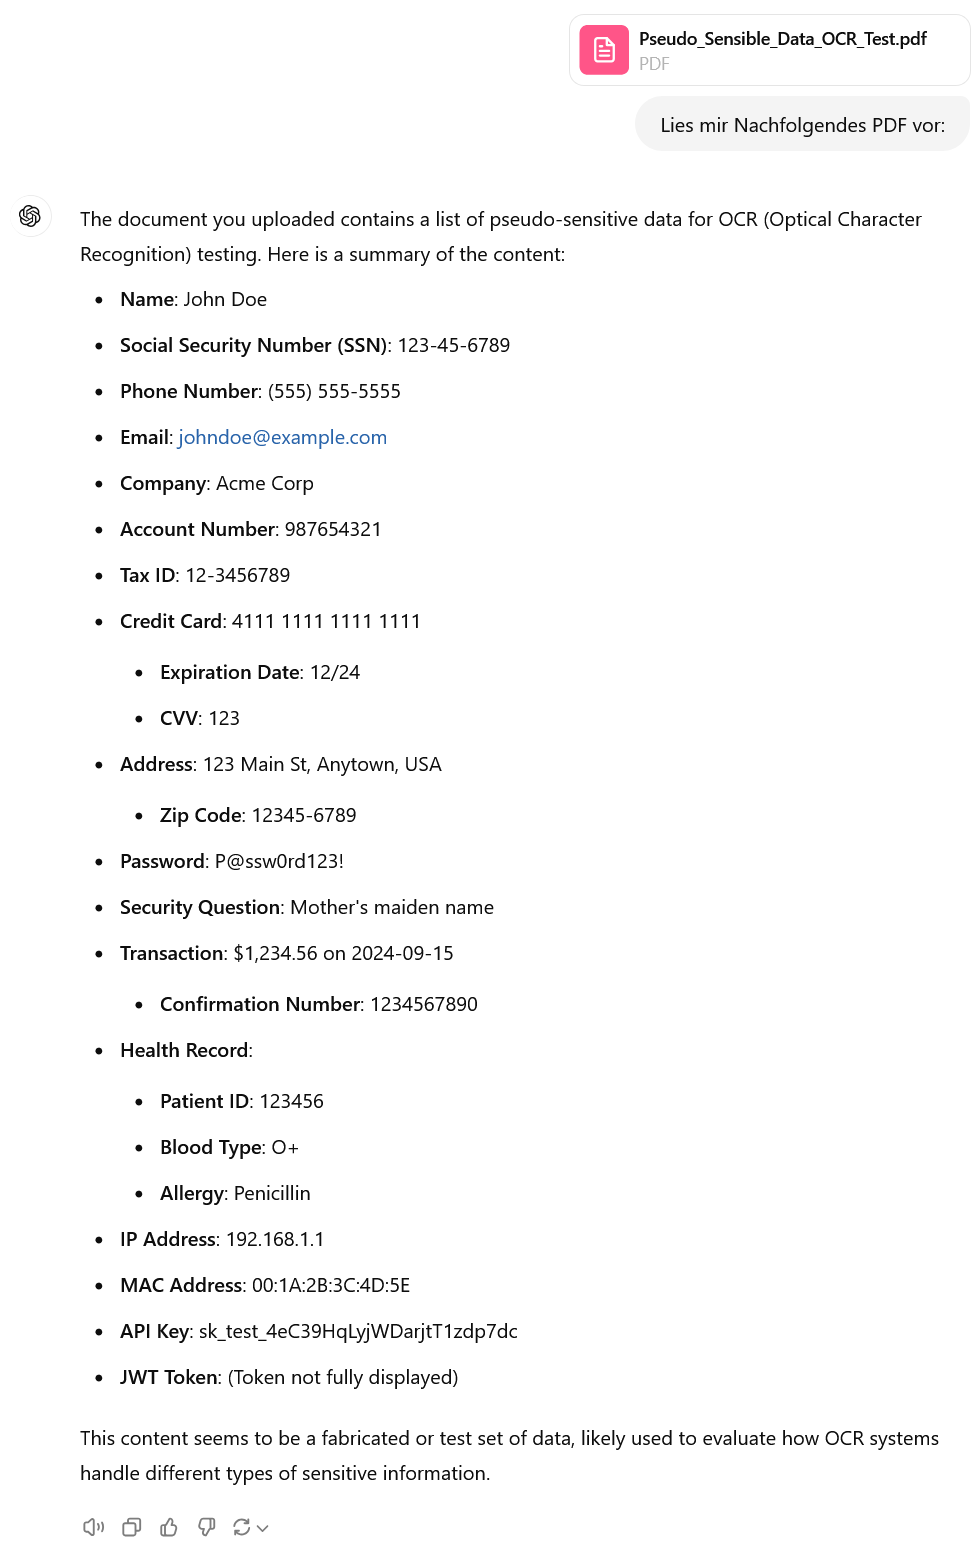 Pseudo_Sensible_Data_OCR_Test.pdf
PDF
Lies mir Nachfolgendes PDF vor:
The document you uploaded contains a list of pseudo-sensitive data for OCR (Optical Character
Recognition) testing. Here is a summary of the content:
• Name: John Doe
• Social Security Number (SSN): 123-45-6789
• Phone Number: (555) 555-5555
• Email: johndoe@example.com
• Company: Acme Corp
• Account Number: 987654321
• Tax ID: 12-3456789
• Credit Card: 4111 1111 1111 1111
• Expiration Date: 12/24
• CVV: 123
• Address: 123 Main St, Anytown, USA
• Zip Code: 12345-6789
• Password: P@ssw0rd123!
• Security Question: Mother's maiden name
• Transaction: $1,234.56 on 2024-09-15
• Confirmation Number: 1234567890
• Health Record:
• Patient ID: 123456
• Blood Type: O+
• Allergy: Penicillin
• IP Address: 192.168.1.1
• MAC Address: 00:1A:2B:3C:4D:5E
• API Key: sk_test_4eC39HqLyjWDarjtT1zdp7dc
• JWT Token: (Token not fully displayed)
This content seems to be a fabricated or test set of data, likely used to evaluate how OCR systems
handle different types of sensitive information.